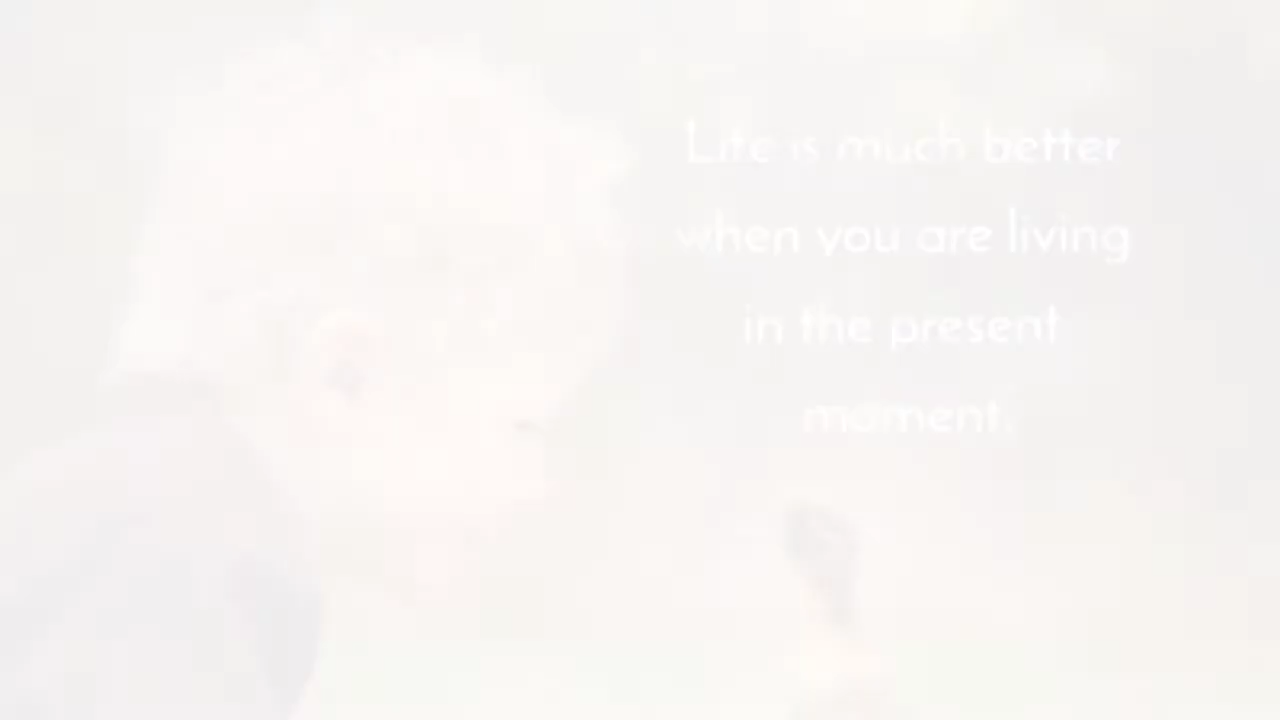 Life is much better
when you are living
in the present
moment.